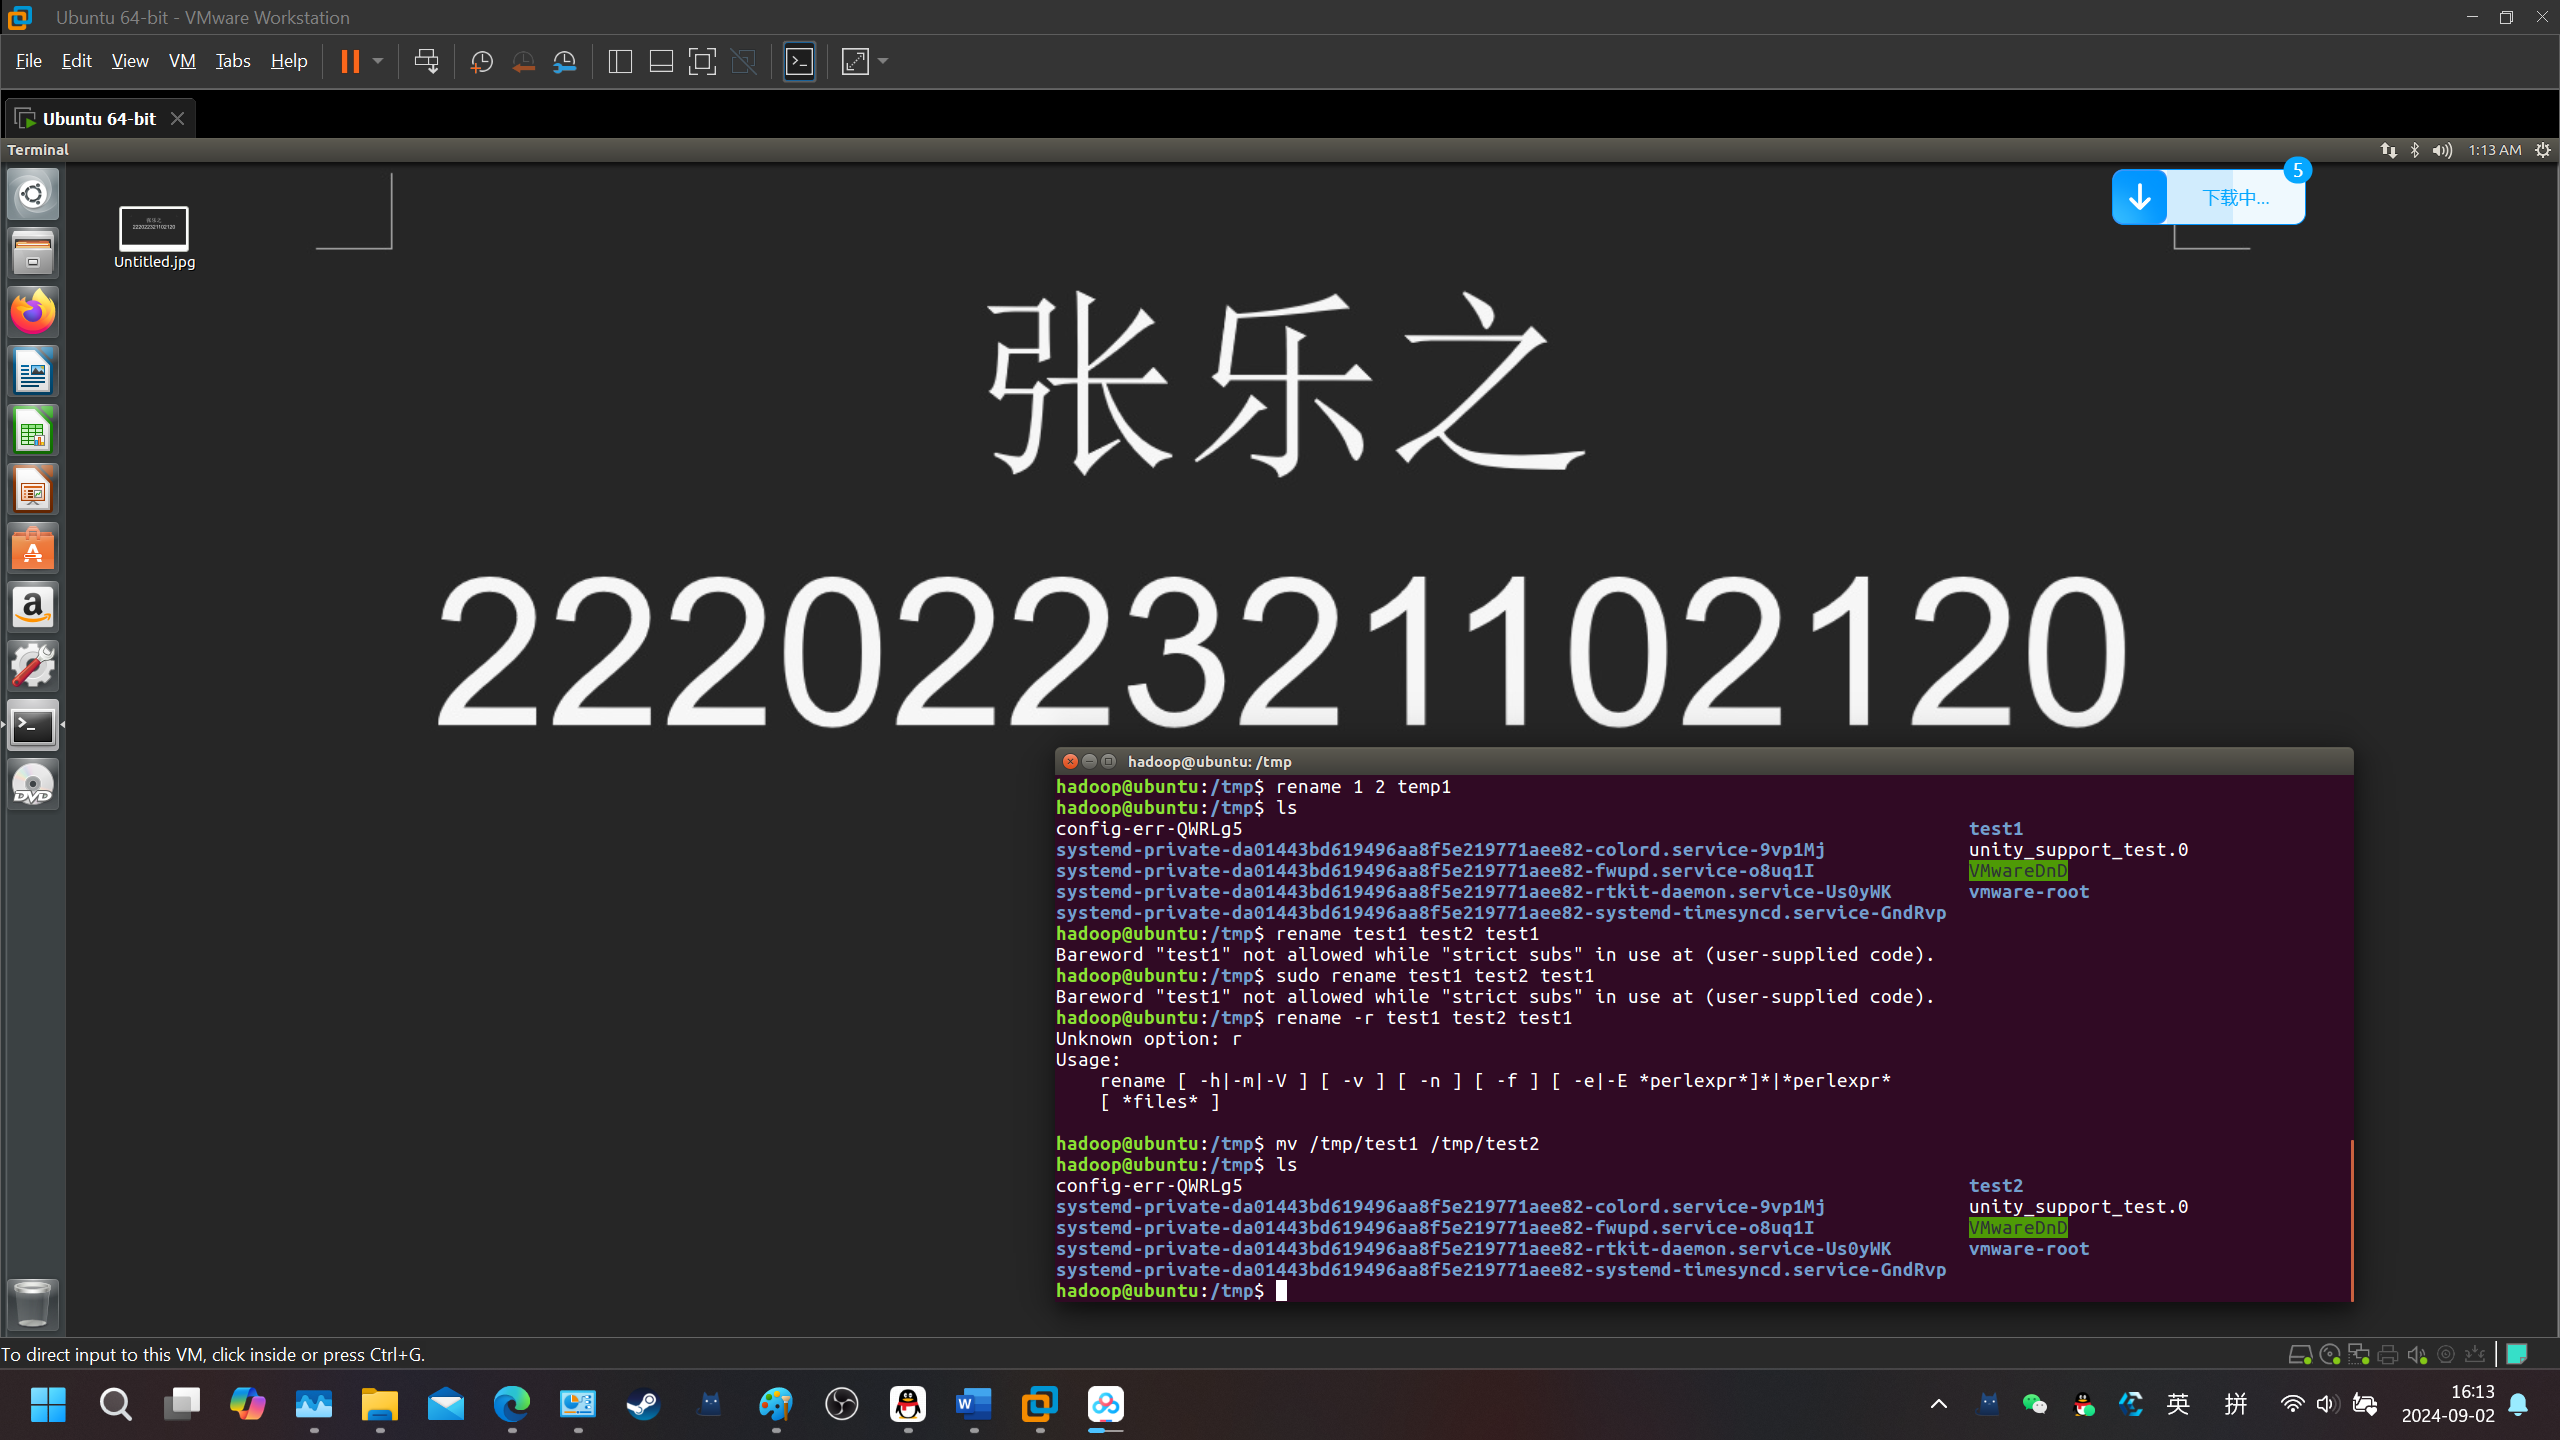 Ubuntu 64-bit - VMware Workstation
File Edit View VM Tabs Help
Ubuntu 64-bit
Terminal
1:13 AM
5
下载中...
张乐之
222022321102120
Untitled.jpg
张乐之
222022321102120
hadoop@ubuntu: /tmp
hadoop@ubuntu:/tmp$ rename 1 2 temp1
hadoop@ubuntu:/tmp$ ls
config-err-QWRLg5 test1
systemd-private-da01443bd619496aa8f5e219771aee82-colord.service-9vp1Mj unity_support_test.0
systemd-private-da01443bd619496aa8f5e219771aee82-fwupd.service-o8uq1I VMwareDnD
systemd-private-da01443bd619496aa8f5e219771aee82-rtkit-daemon.service-Us0yWK vmware-root
systemd-private-da01443bd619496aa8f5e219771aee82-systemd-timesyncd.service-GndRvp
hadoop@ubuntu:/tmp$ rename test1 test2 test1
Bareword "test1" not allowed while "strict subs" in use at (user-supplied code).
hadoop@ubuntu:/tmp$ sudo rename test1 test2 test1
Bareword "test1" not allowed while "strict subs" in use at (user-supplied code).
hadoop@ubuntu:/tmp$ rename -r test1 test2 test1
Unknown option: r
Usage:
rename [ -h|-m|-V ] [ -v ] [ -n ] [ -f ] [ -e|-E *perlexpr*]*|*perlexpr*
[ *files* ]
hadoop@ubuntu:/tmp$ mv /tmp/test1 /tmp/test2
hadoop@ubuntu:/tmp$ ls
config-err-QWRLg5 test2
systemd-private-da01443bd619496aa8f5e219771aee82-colord.service-9vp1Mj unity_support_test.0
systemd-private-da01443bd619496aa8f5e219771aee82-fwupd.service-o8uq1I VMwareDnD
systemd-private-da01443bd619496aa8f5e219771aee82-rtkit-daemon.service-Us0yWK vmware-root
systemd-private-da01443bd619496aa8f5e219771aee82-systemd-timesyncd.service-GndRvp
hadoop@ubuntu:/tmp$
To direct input to this VM, click inside or press Ctrl+G.
英 拼
16:13
2024-09-02